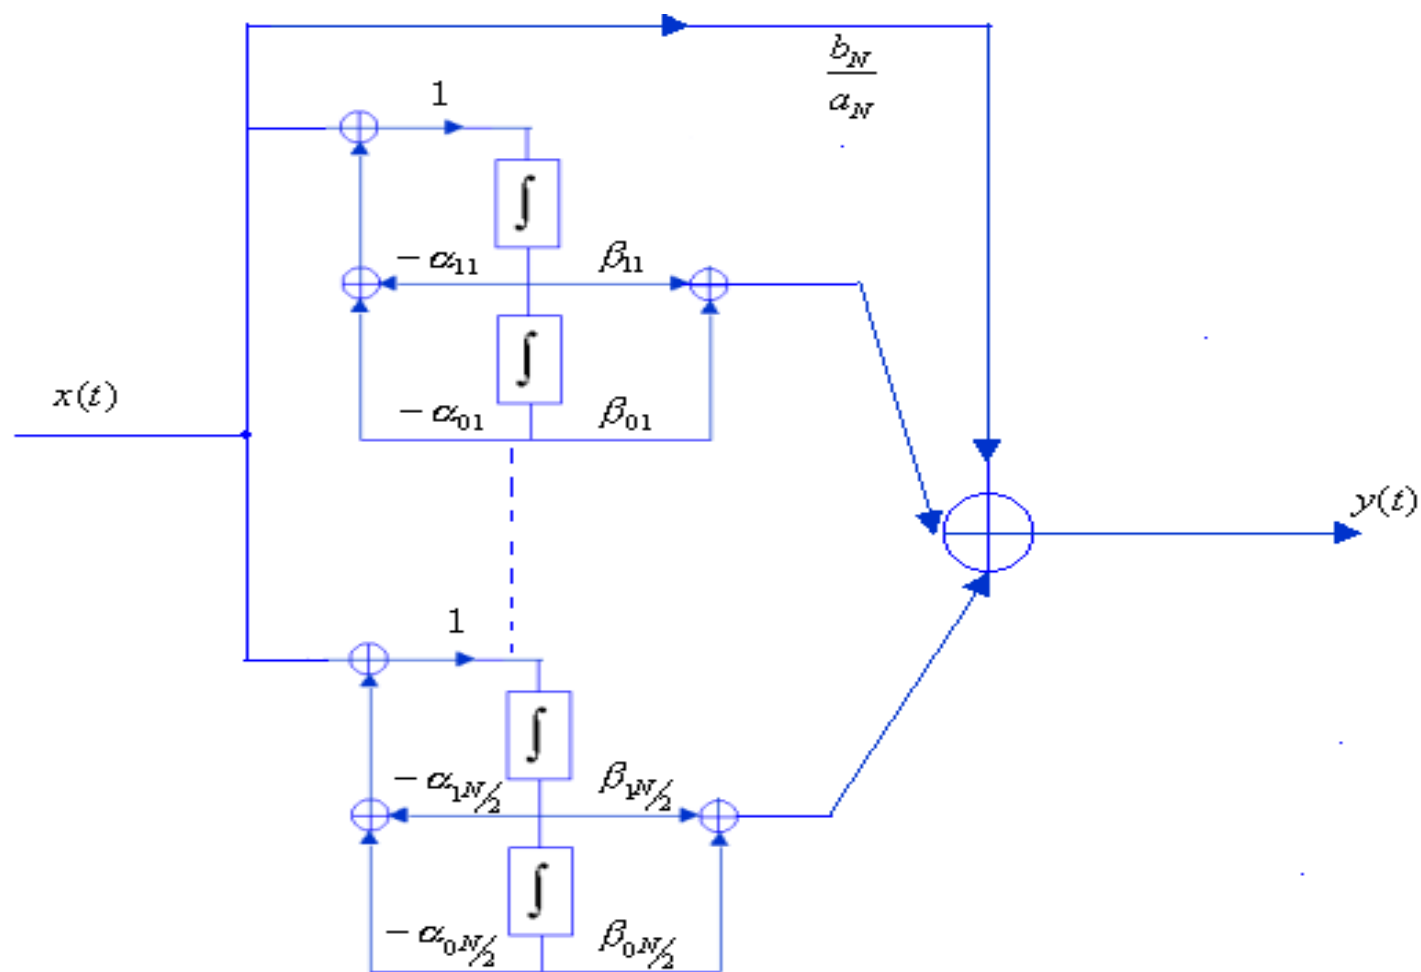 b_N
a_N
1
∫
-α_11 β_11
∫
x(t)
-α_01 β_01
y(t)
1
∫
-α_1N/2 β_1N/2
∫
-α_0N/2 β_0N/2